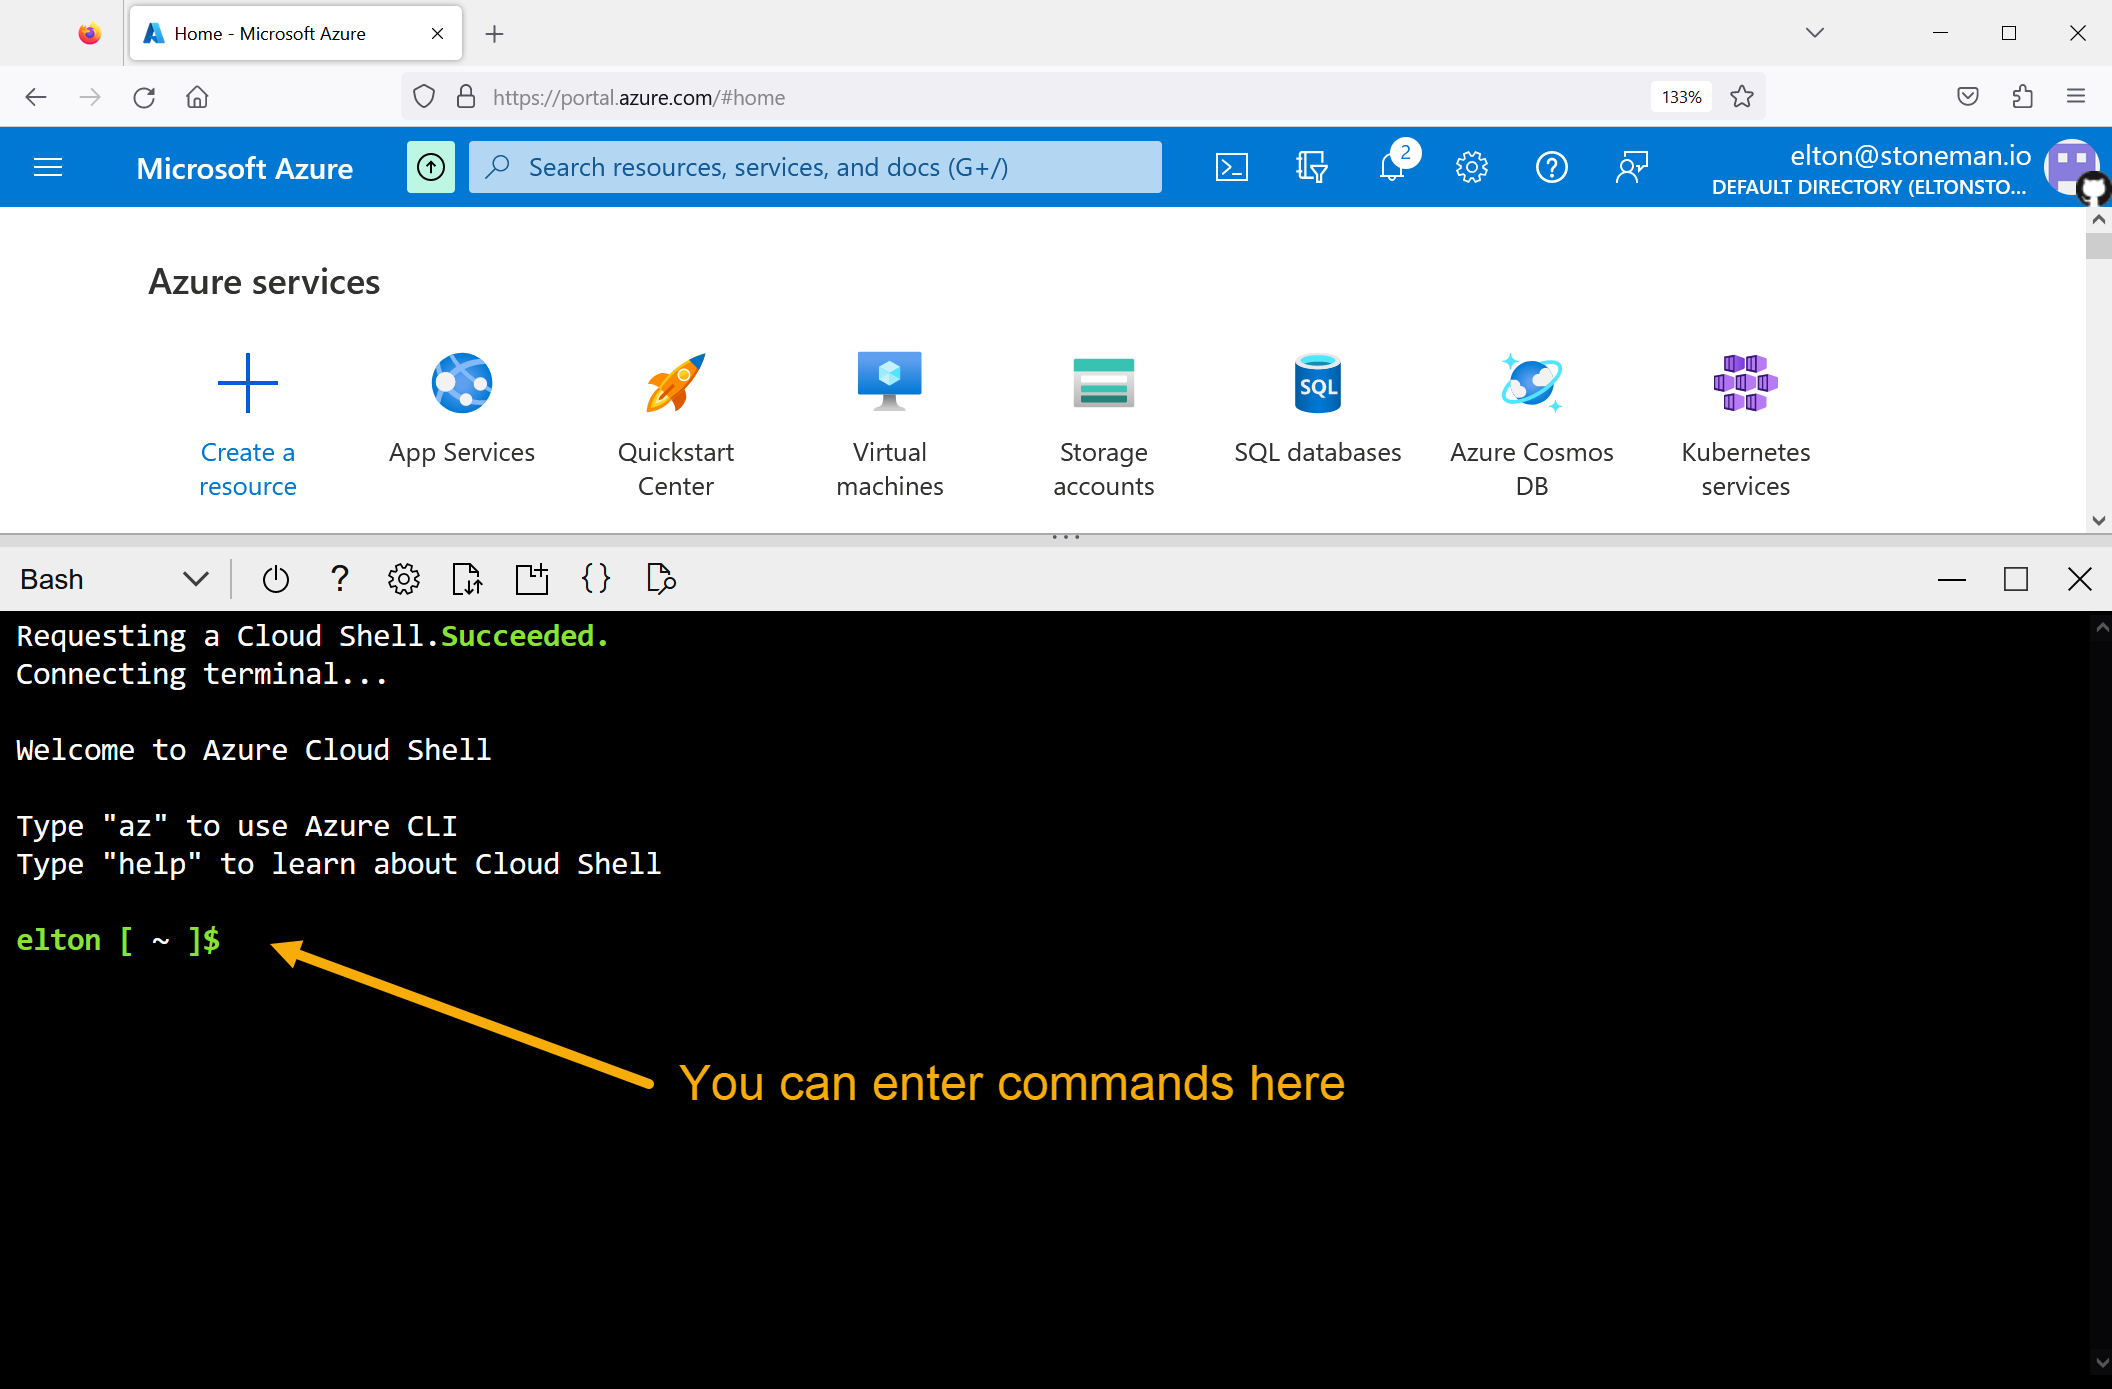 Home - Microsoft Azure
https://portal.azure.com/#home
133%
Microsoft Azure
Search resources, services, and docs (G+/)
2
elton@stoneman.io
DEFAULT DIRECTORY (ELTONSTO...
Azure services
Create a
resource
App Services
Quickstart
Center
Virtual
machines
Storage
accounts
SQL
SQL databases
Azure Cosmos
DB
Kubernetes
services
Bash
Requesting a Cloud Shell.Succeeded.
Connecting terminal...
Welcome to Azure Cloud Shell
Type "az" to use Azure CLI
Type "help" to learn about Cloud Shell
elton [ ~ ]$
You can enter commands here